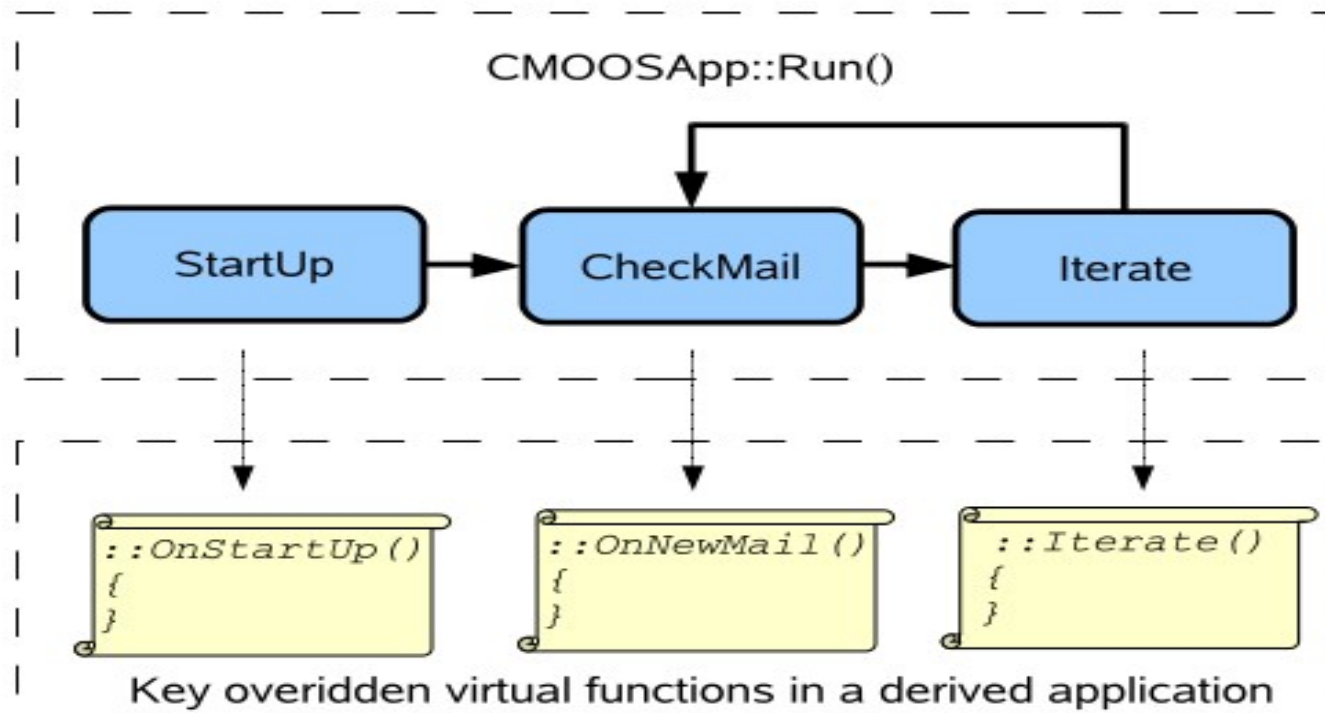 CMOOSApp::Run()
StartUp
CheckMail
Iterate
::OnStartUp()
{
}
::OnNewMail()
{
}
::Iterate()
{
}
Key overidden virtual functions in a derived application